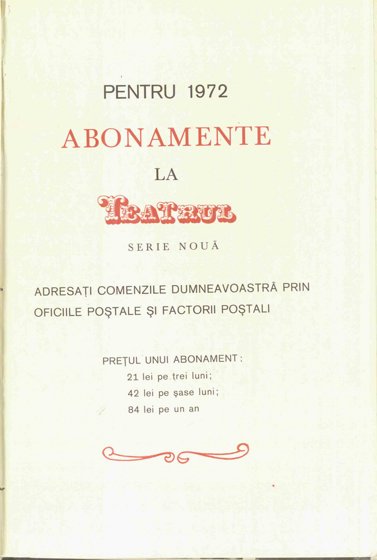 PENTRU 1972
ABONAMENTE
LA
TEATRUL
SERIE NOUĂ
ADRESAȚI COMENZILE DUMNEAVOASTRĂ PRIN
OFICIILE POȘTALE ȘI FACTORII POȘTALI
PREȚUL UNUI ABONAMENT :
21 lei pe trei luni;
42 lei pe șase luni;
84 lei pe un an